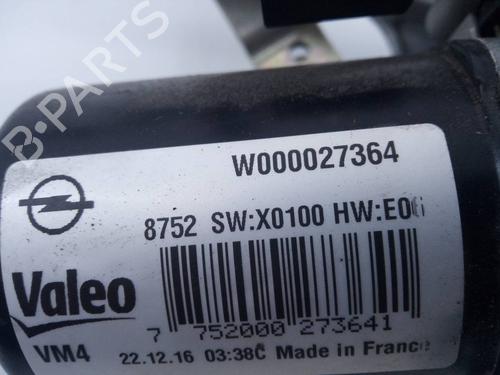 B-PARTS
W000027364
8752 SW:X0100 HW:E06
Valeo
7 752000 273641
VM4 22.12.16 03:38C Made in France